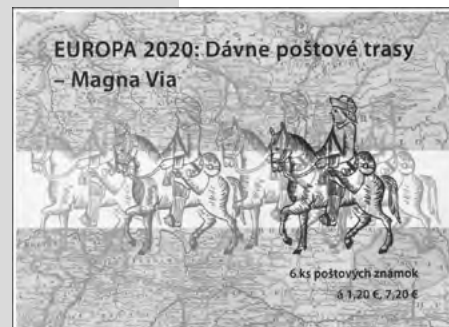 EUROPA 2020: Dávne poštové trasy
– Magna Via
6 ks poštových známok
á 1,20 €, 7,20 €